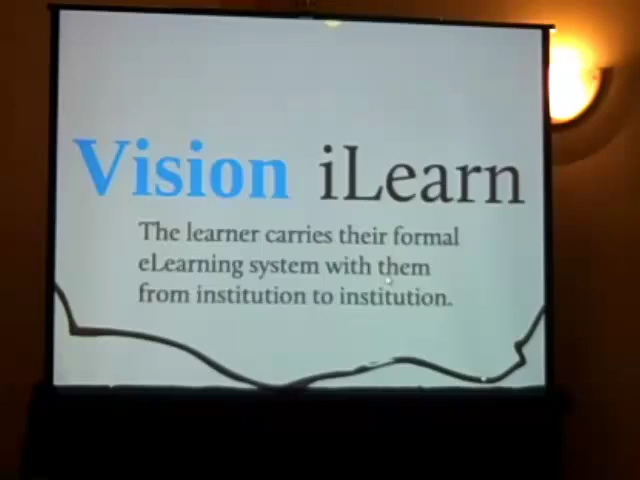 Vision iLearn
The learner carries their formal
eLearning system with them
from institution to institution.